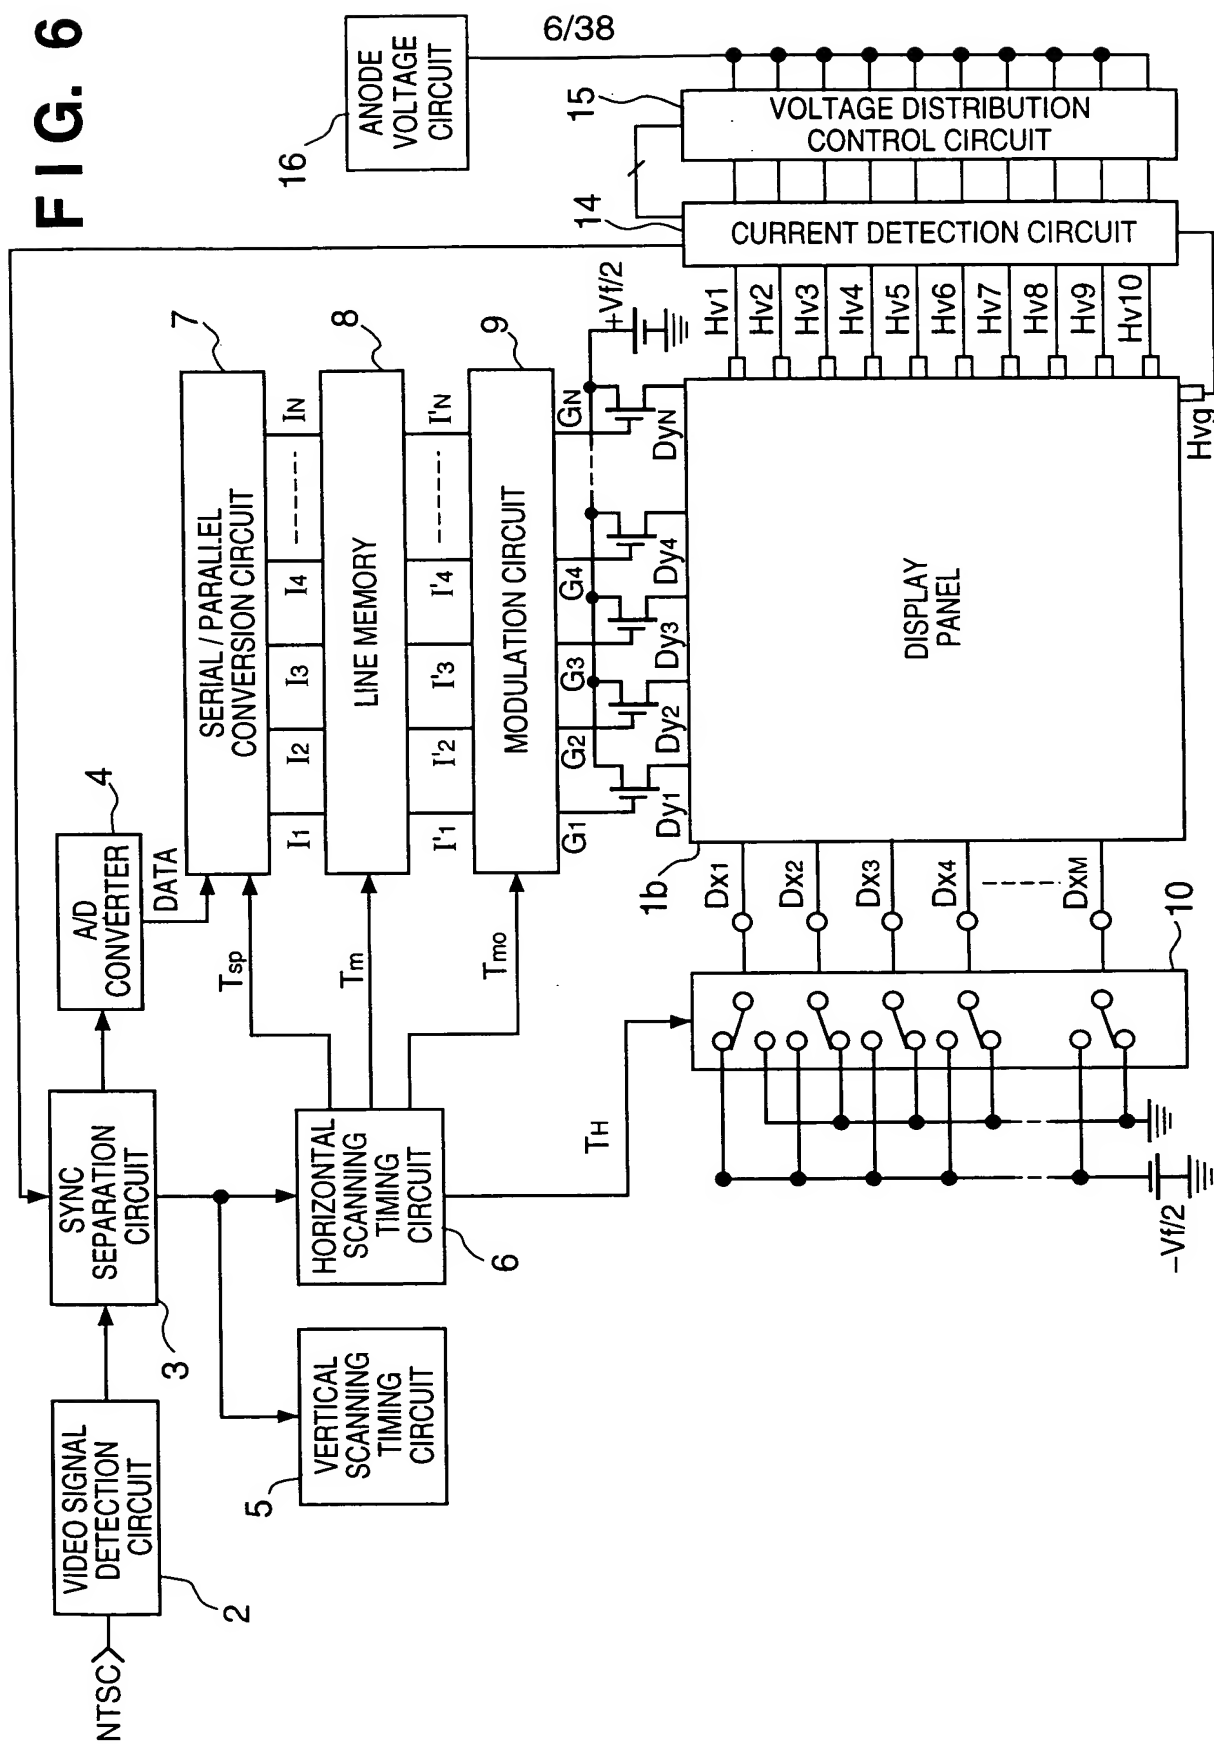 FIG. 6
6/38
NTSC
VIDEO SIGNAL
DETECTION
CIRCUIT
2
SYNC
SEPARATION
CIRCUIT
3
A/D
CONVERTER
4
DATA
VERTICAL
SCANNING
TIMING
CIRCUIT
5
HORIZONTAL
SCANNING
TIMING
CIRCUIT
6
Tsp
Tm
Tmo
TH
SERIAL / PARALLEL
CONVERSION CIRCUIT
7
I1 I2 I3 I4 IN
LINE MEMORY
8
I'1 I'2 I'3 I'4 I'N
MODULATION CIRCUIT
9
G1 G2 G3 G4 GN
+Vf/2
Dy1 Dy2 Dy3 Dy4 DyN
ANODE
VOLTAGE
CIRCUIT
16
VOLTAGE DISTRIBUTION
CONTROL CIRCUIT
15
CURRENT DETECTION CIRCUIT
14
Hv1
Hv2
Hv3
Hv4
Hv5
Hv6
Hv7
Hv8
Hv9
Hv10
Hvg
DISPLAY
PANEL
1b
Dx1
Dx2
Dx3
Dx4
DxM
10
−Vf/2